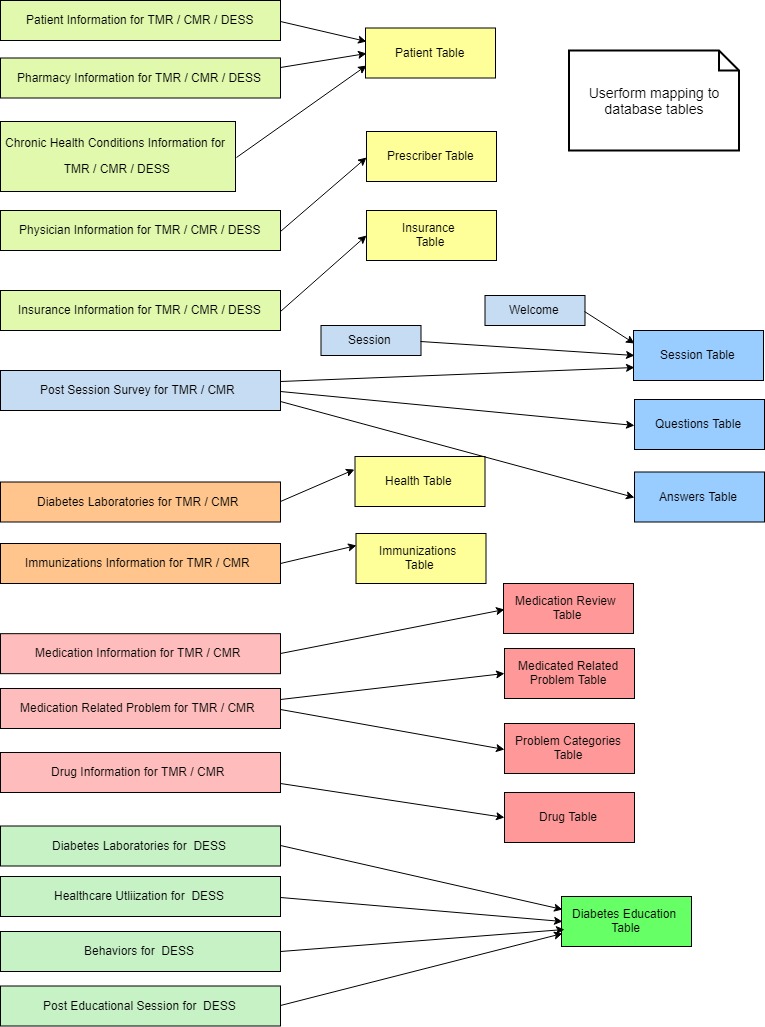 Patient Information for TMR / CMR / DESS
Patient Table
Pharmacy Information for TMR / CMR / DESS
Userform mapping to
database tables
Chronic Health Conditions Information for
TMR / CMR / DESS
Prescriber Table
Physician Information for TMR / CMR / DESS
Insurance
Table
Insurance Information for TMR / CMR / DESS
Welcome
Session
Session Table
Post Session Survey for TMR / CMR
Questions Table
Health Table
Answers Table
Diabetes Laboratories for TMR / CMR
Immunizations
Table
Immunizations Information for TMR / CMR
Medication Review
Table
Medication Information for TMR / CMR
Medicated Related
Problem Table
Medication Related Problem for TMR / CMR
Problem Categories
Table
Drug Information for TMR / CMR
Drug Table
Diabetes Laboratories for DESS
Healthcare Utliization for DESS
Diabetes Education
Table
Behaviors for DESS
Post Educational Session for DESS